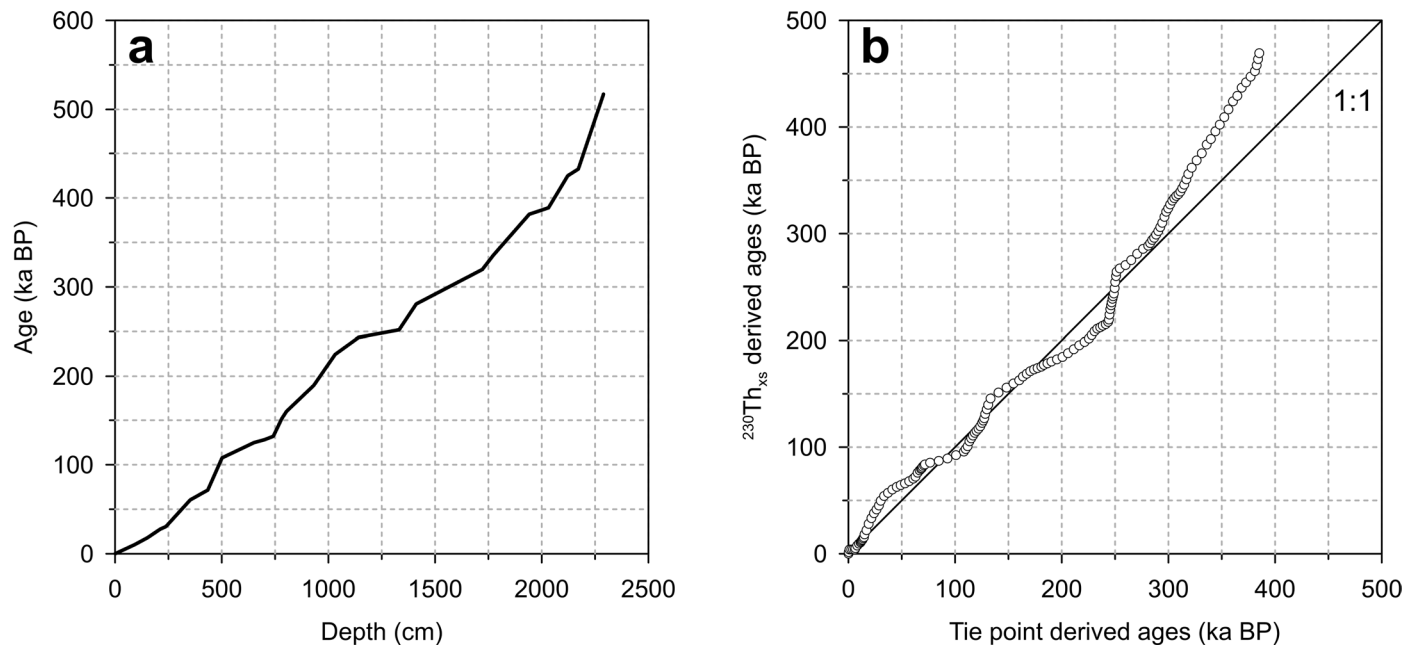 a
600
500
400
300
200
100
0
Age (ka BP)
0 500 1000 1500 2000 2500
Depth (cm)
b
1:1
500
400
300
200
100
0
²³⁰Thₓₛ derived ages (ka BP)
0 100 200 300 400 500
Tie point derived ages (ka BP)